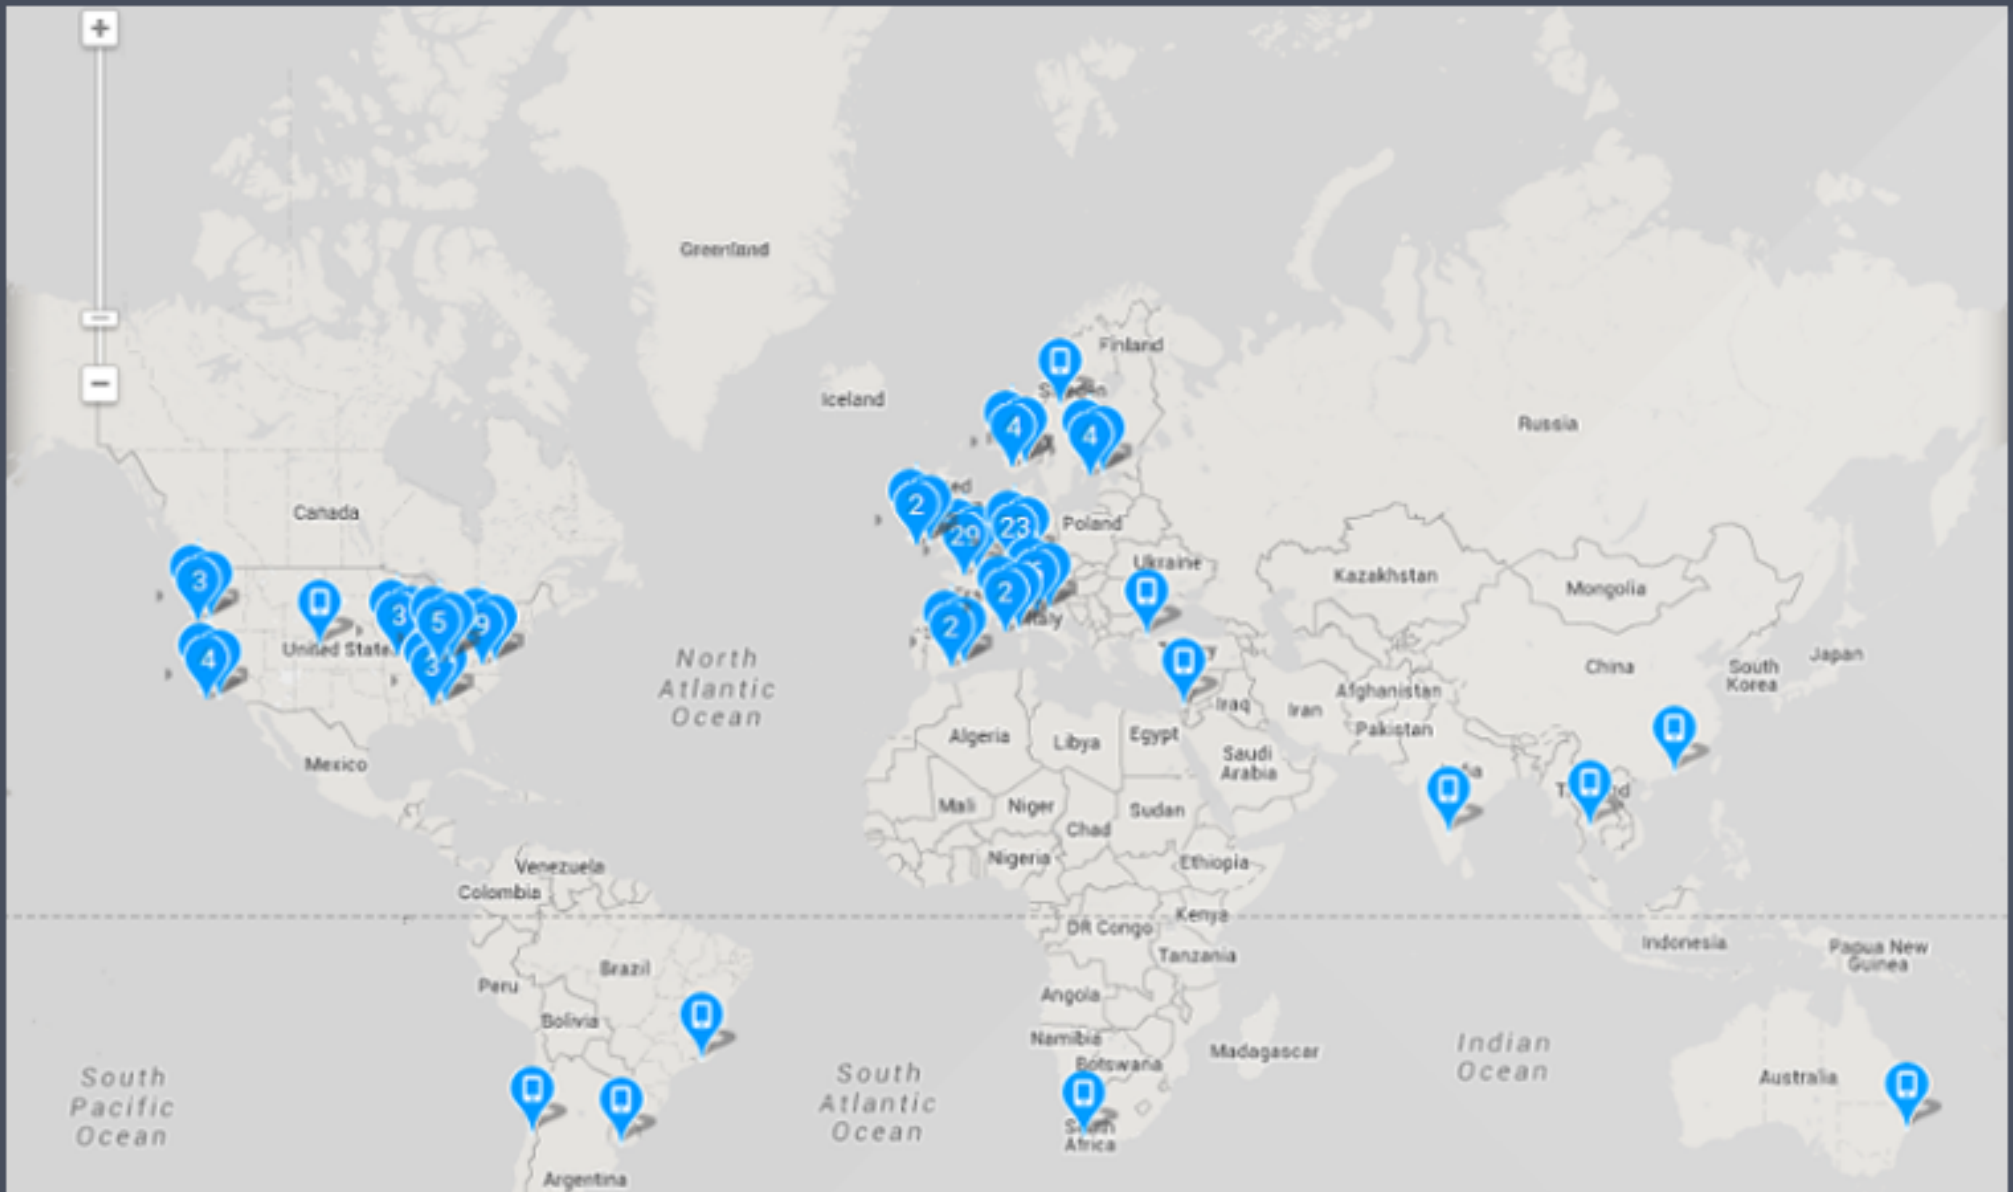 +
Greenland
Finland
Iceland
Russia
−
4
4
Canada
2
29
23
Poland
Ukraine
Kazakhstan
Mongolia
3
3
5
9
2
2
Italy
4
3
North
Atlantic
Ocean
China
South
Korea
Japan
Afghanistan
Iraq
Iran
Pakistan
Algeria
Libya
Egypt
Saudi
Arabia
Mexico
Mali
Niger
Sudan
Chad
Nigeria
Ethiopia
Venezuela
Colombia
Kenya
DR Congo
Tanzania
Indonesia
Papua New
Guinea
Brazil
Peru
Angola
Bolivia
Namibia
Botswana
Madagascar
Indian
Ocean
Australia
South
Pacific
Ocean
South
Atlantic
Ocean
Africa
Argentina